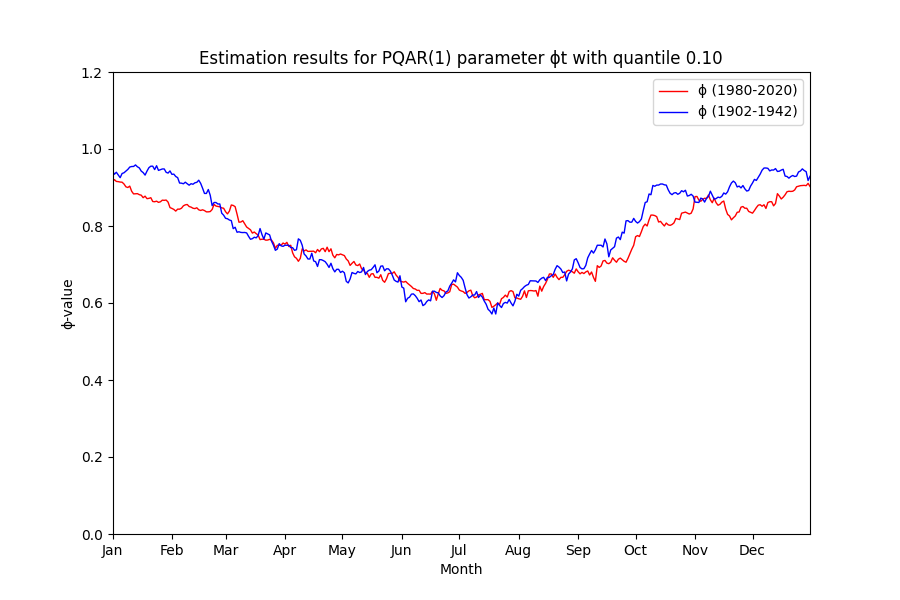 Estimation results for PQAR(1) parameter ϕt with quantile 0.10
ϕ (1980-2020)
ϕ (1902-1942)
1.2
1.0
0.8
0.6
0.4
0.2
0.0
ϕ-value
Jan Feb Mar Apr May Jun Jul Aug Sep Oct Nov Dec
Month